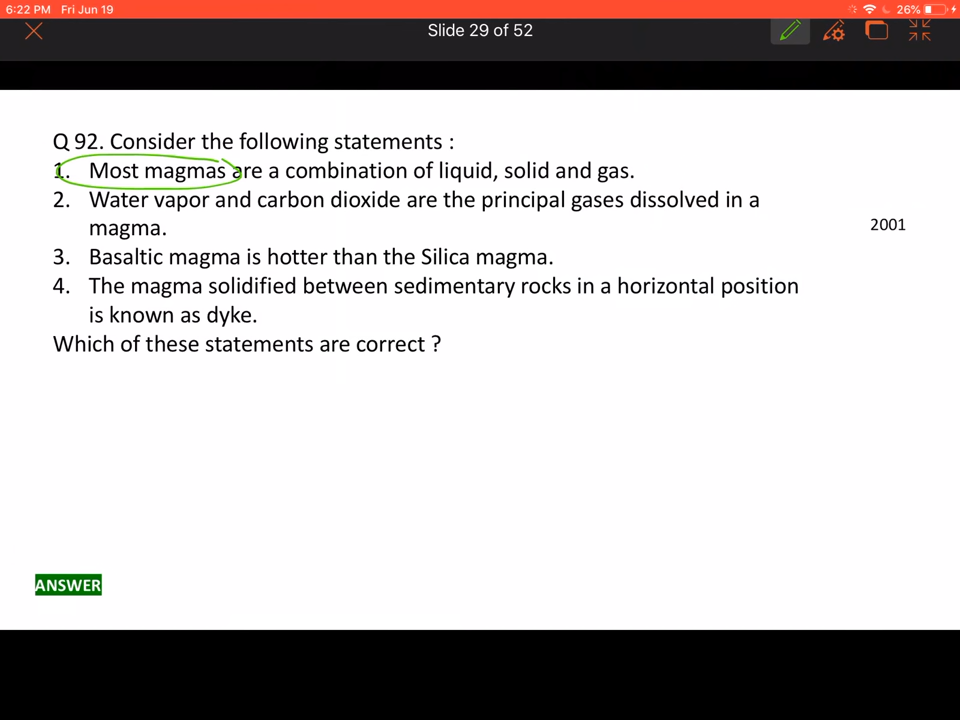 6:22 PM Fri Jun 19 26%
Slide 29 of 52
Q 92. Consider the following statements :
1. Most magmas are a combination of liquid, solid and gas.
2. Water vapor and carbon dioxide are the principal gases dissolved in a
magma.
2001
3. Basaltic magma is hotter than the Silica magma.
4. The magma solidified between sedimentary rocks in a horizontal position
is known as dyke.
Which of these statements are correct ?
ANSWER